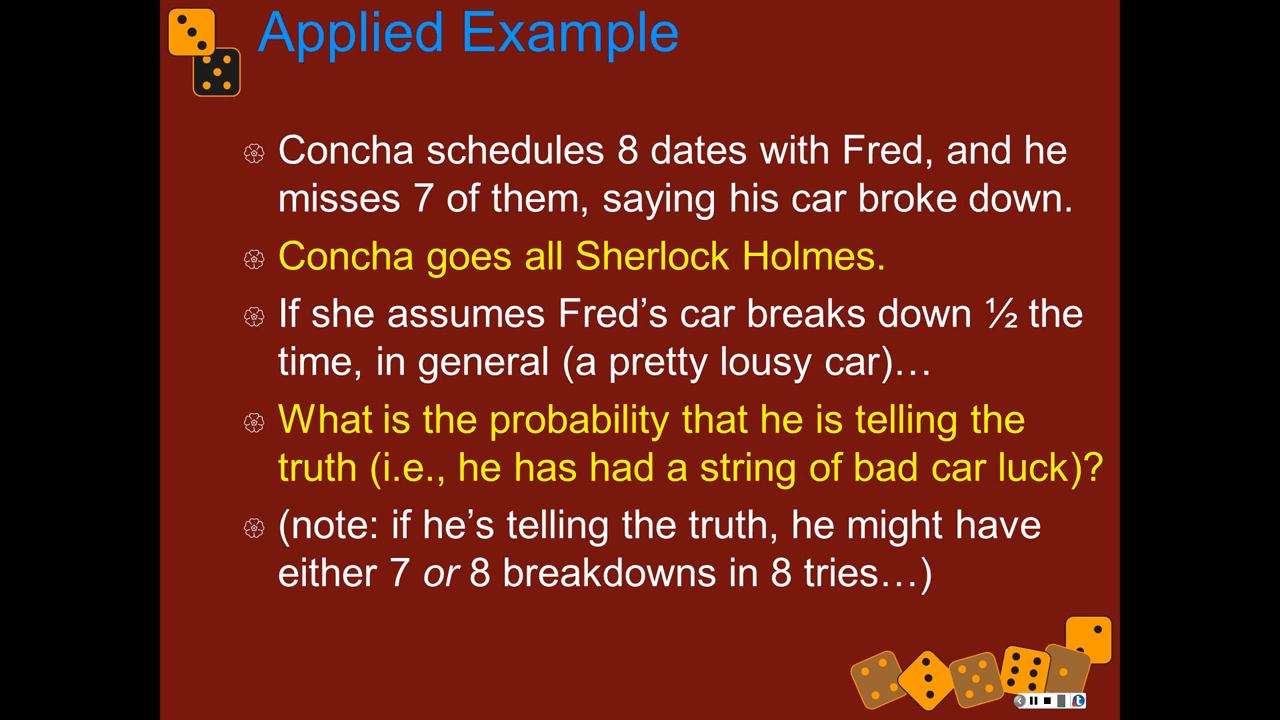 Applied Example
Concha schedules 8 dates with Fred, and he
misses 7 of them, saying his car broke down.
Concha goes all Sherlock Holmes.
If she assumes Fred’s car breaks down ½ the
time, in general (a pretty lousy car)…
What is the probability that he is telling the
truth (i.e., he has had a string of bad car luck)?
(note: if he’s telling the truth, he might have
either 7 or 8 breakdowns in 8 tries…)